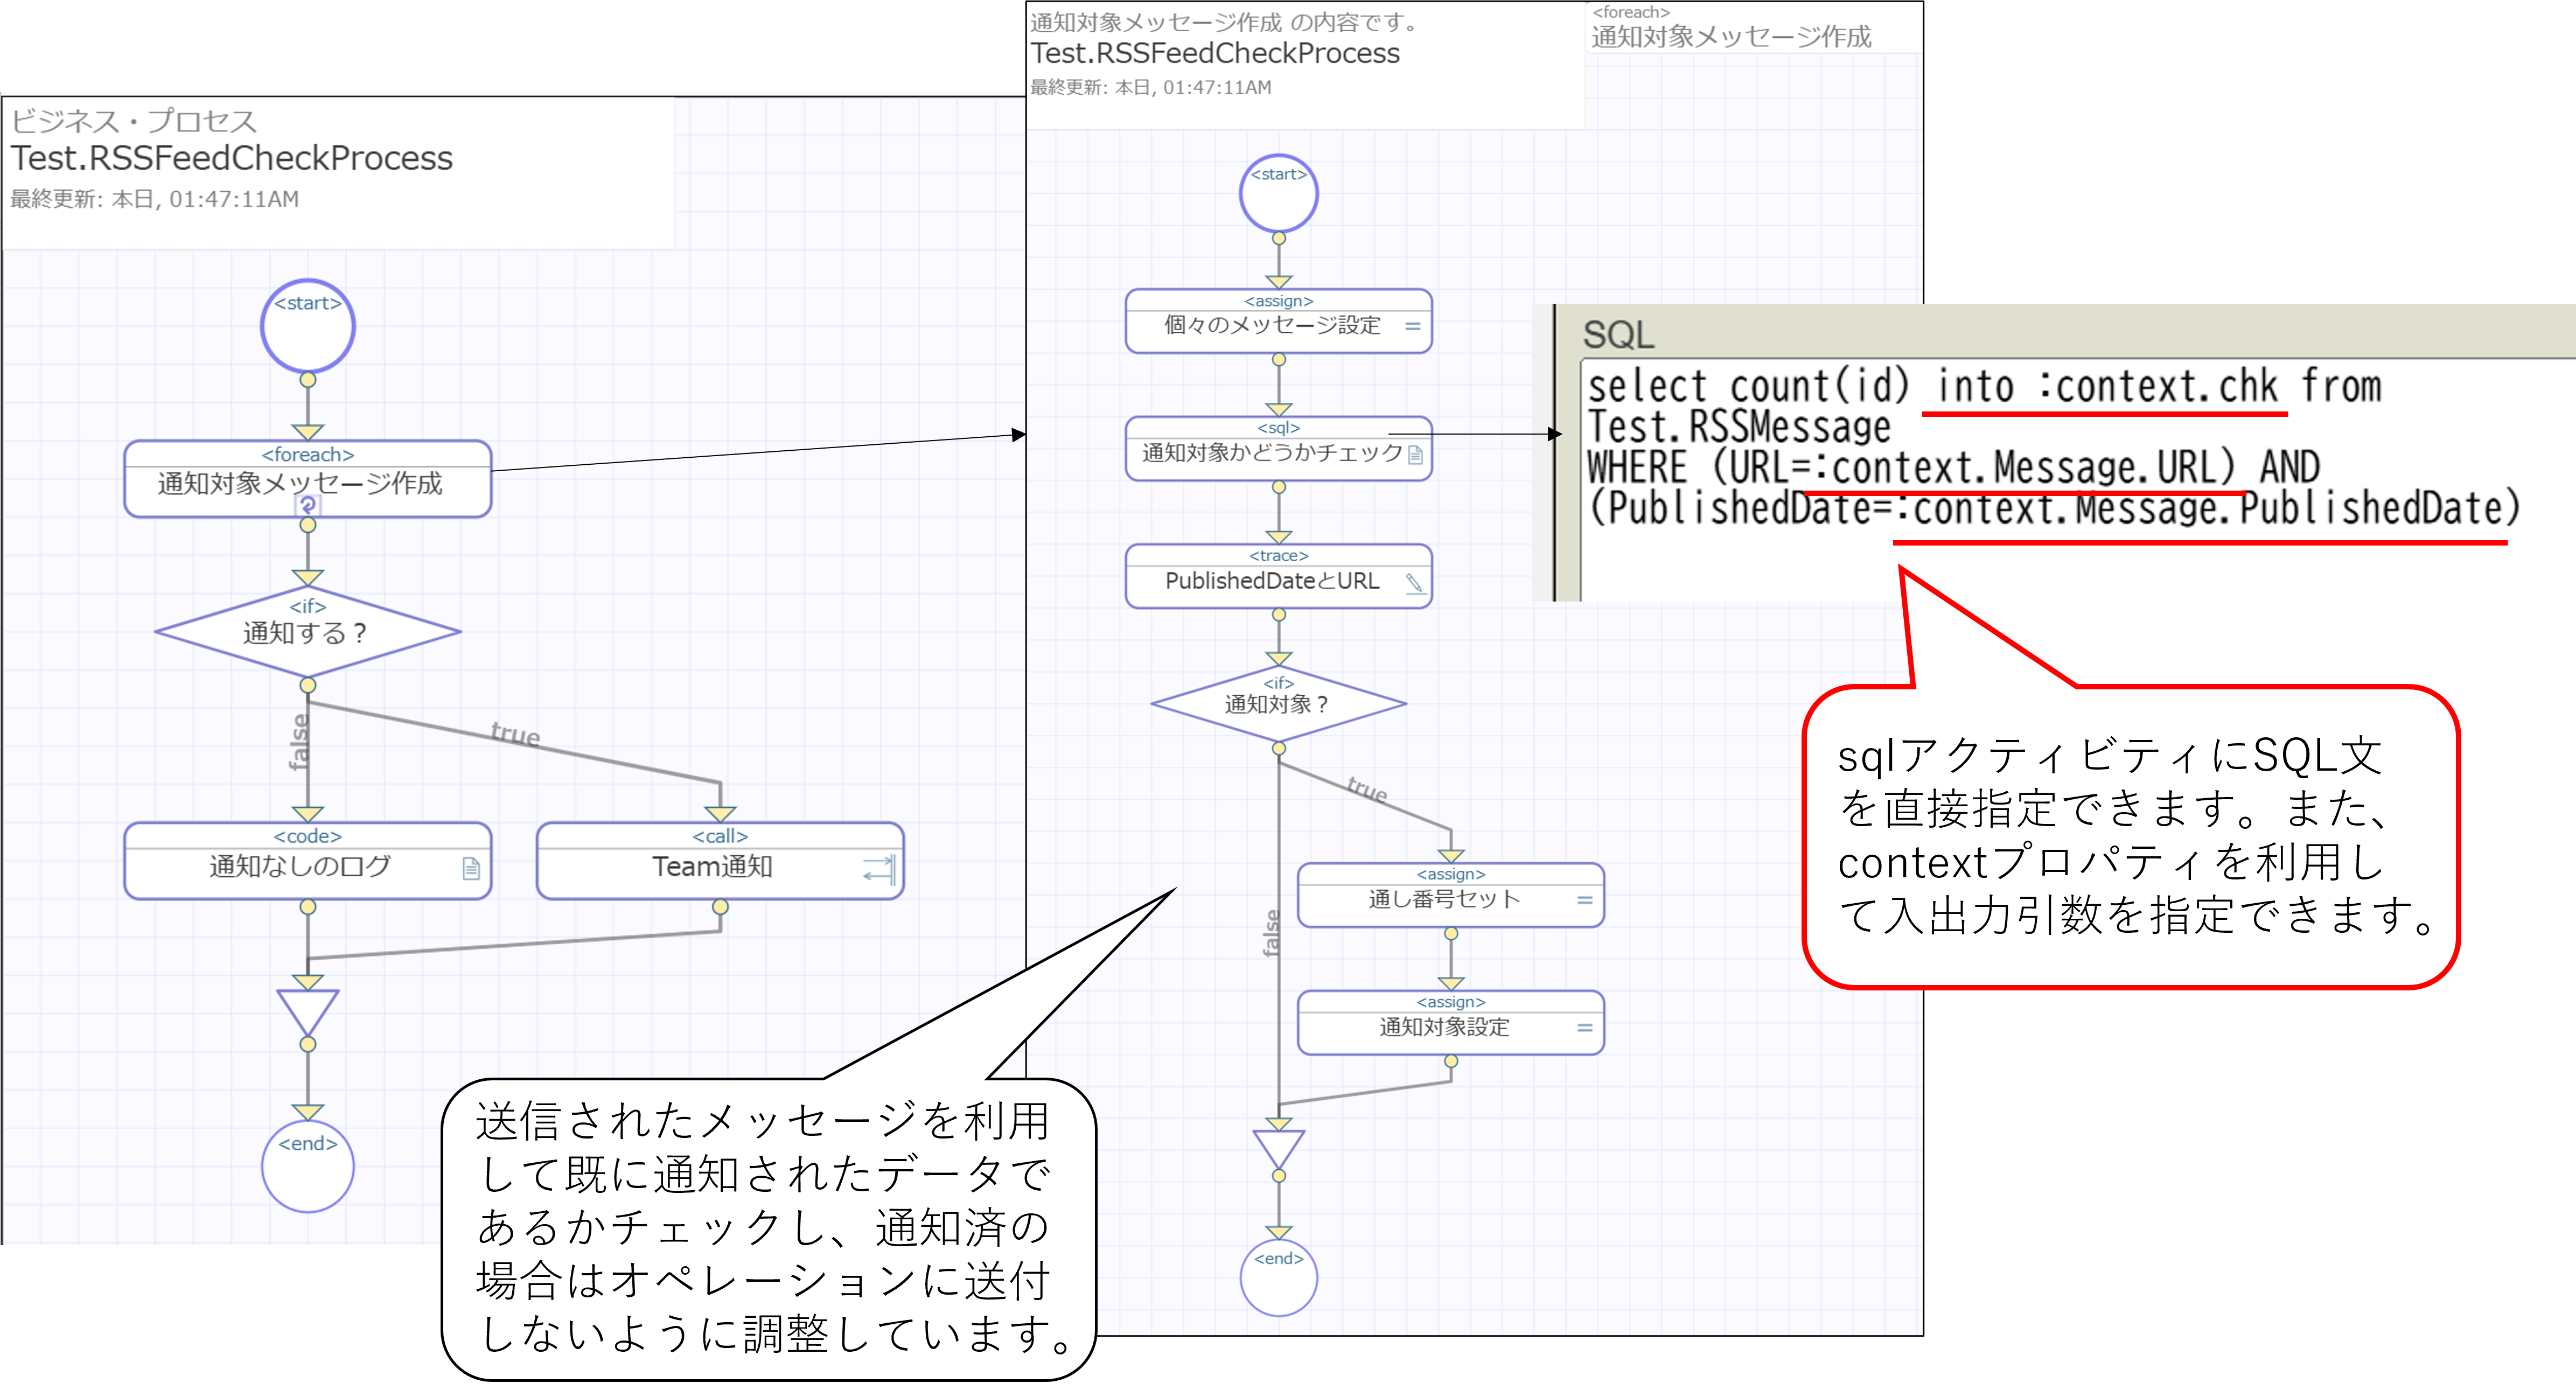 ビジネス・プロセス
Test.RSSFeedCheckProcess
最終更新: 本日, 01:47:11AM
<start>
<foreach>
通知対象メッセージ作成
<if>
通知する？
false
true
<code>
通知なしのログ
<call>
Team通知
<end>
通知対象メッセージ作成 の内容です。
Test.RSSFeedCheckProcess
最終更新: 本日, 01:47:11AM
<foreach>
通知対象メッセージ作成
<start>
<assign>
個々のメッセージ設定
<sql>
通知対象かどうかチェック
<trace>
PublishedDateとURL
<if>
通知対象？
true
false
<assign>
通し番号セット
<assign>
通知対象設定
<end>
SQL
select count(id) into :context.chk from
Test.RSSMessage
WHERE (URL=:context.Message.URL) AND
(PublishedDate=:context.Message.PublishedDate)
sqlアクティビティにSQL文
を直接指定できます。また、
contextプロパティを利用し
て入出力引数を指定できます。
送信されたメッセージを利用
して既に通知されたデータで
あるかチェックし、通知済の
場合はオペレーションに送付
しないように調整しています。